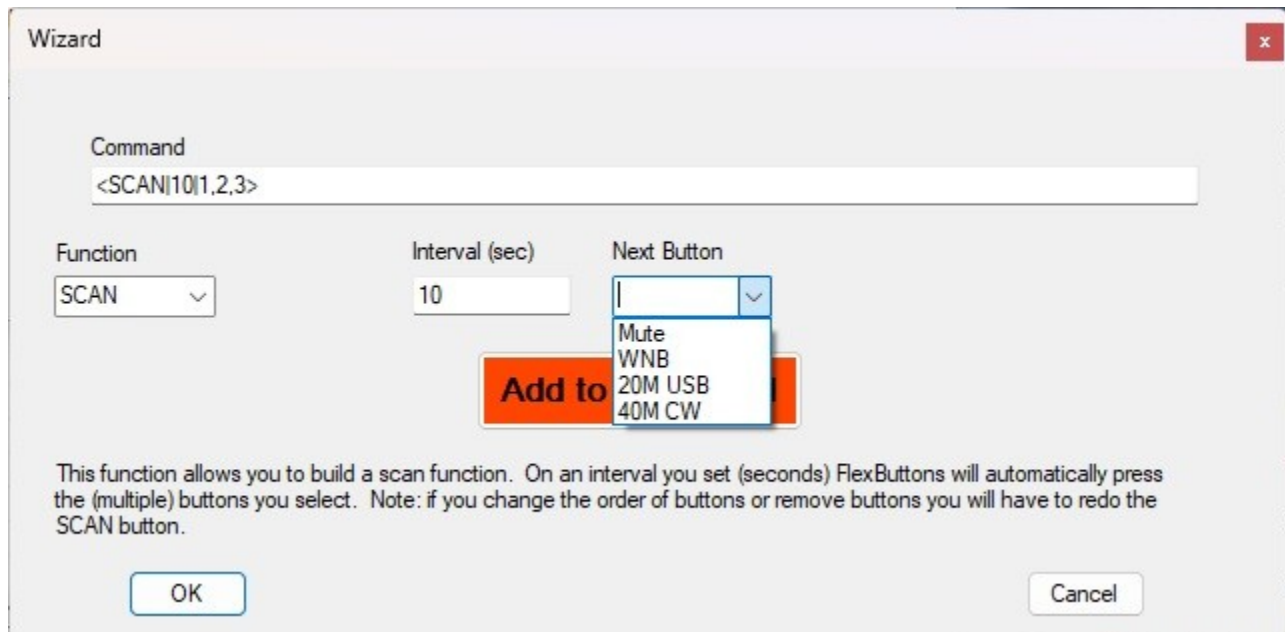 Wizard
x
Command
<SCAN|10|1,2,3>
Function
Interval (sec)
Next Button
SCAN
10
Mute
WNB
20M USB
40M CW
Add to
This function allows you to build a scan function.  On an interval you set (seconds) FlexButtons will automatically press
the (multiple) buttons you select.  Note: if you change the order of buttons or remove buttons you will have to redo the
SCAN button.
OK
Cancel